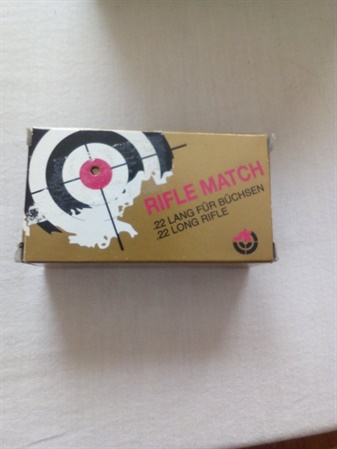 RIFLE MATCH
.22 LANG FÜR BÜCHSEN
.22 LONG RIFLE